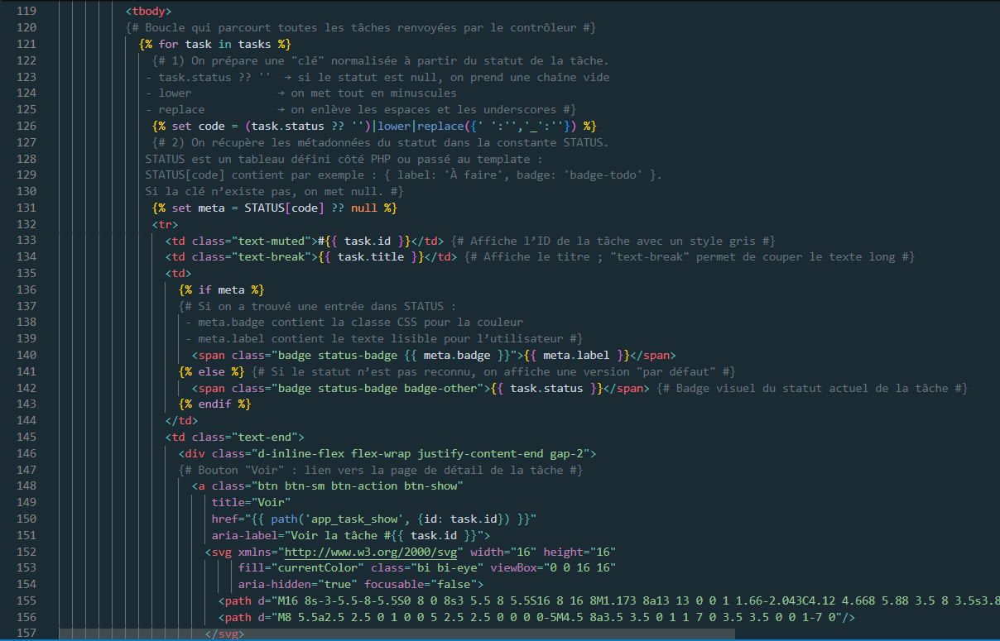 119 <tbody>
120 {# Boucle qui parcourt toutes les tâches renvoyées par le contrôleur #}
121 {% for task in tasks %}
122 {# 1) On prépare une "clé" normalisée à partir du statut de la tâche.
123 - task.status ?? '' → si le statut est null, on prend une chaîne vide
124 - lower → on met tout en minuscules
125 - replace → on enlève les espaces et les underscores #}
126 {% set code = (task.status ?? '')|lower|replace({' ':'','_':''}) %}
127 {# 2) On récupère les métadonnées du statut dans la constante STATUS.
128 STATUS est un tableau défini côté PHP ou passé au template :
129 STATUS[code] contient par exemple : { label: 'À faire', badge: 'badge-todo' }.
130 Si la clé n’existe pas, on met null. #}
131 {% set meta = STATUS[code] ?? null %}
132 <tr>
133 <td class="text-muted">#{{ task.id }}</td> {# Affiche l’ID de la tâche avec un style gris #}
134 <td class="text-break">{{ task.title }}</td> {# Affiche le titre ; "text-break" permet de couper le texte long #}
135 <td>
136 {% if meta %}
137 {# Si on a trouvé une entrée dans STATUS :
138 - meta.badge contient la classe CSS pour la couleur
139 - meta.label contient le texte lisible pour l’utilisateur #}
140 <span class="badge status-badge {{ meta.badge }}">{{ meta.label }}</span>
141 {% else %} {# Si le statut n’est pas reconnu, on affiche une version "par défaut" #}
142 <span class="badge status-badge badge-other">{{ task.status }}</span> {# Badge visuel du statut actuel de la tâche #}
143 {% endif %}
144 </td>
145 <td class="text-end">
146 <div class="d-inline-flex flex-wrap justify-content-end gap-2">
147 {# Bouton "Voir" : lien vers la page de détail de la tâche #}
148 <a class="btn btn-sm btn-action btn-show"
149 title="Voir"
150 href="{{ path('app_task_show', {id: task.id}) }}"
151 aria-label="Voir la tâche #{{ task.id }}">
152 <svg xmlns="http://www.w3.org/2000/svg" width="16" height="16"
153 fill="currentColor" class="bi bi-eye" viewBox="0 0 16 16"
154 aria-hidden="true" focusable="false">
155 <path d="M16 8s-3-5.5-8-5.5S0 8 0 8s3 5.5 8 5.5S16 8 16 8M1.173 8a13 13 0 0 1 1.66-2.043C4.12 4.668 5.88 3.5 8 3.5s3.8
156 <path d="M8 5.5a2.5 2.5 0 1 0 0 5 2.5 2.5 0 0 0 0-5M4.5 8a3.5 3.5 0 1 1 7 0 3.5 3.5 0 0 1-7 0"/>
157 </svg>